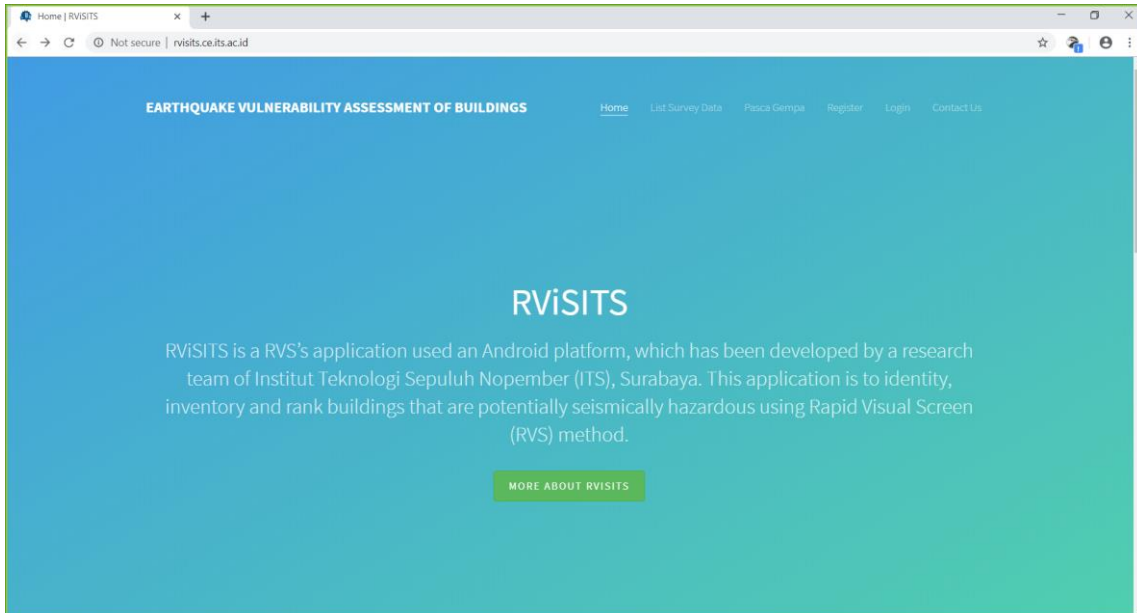 Home | RViSITS
Not secure | rvisits.ce.its.ac.id
EARTHQUAKE VULNERABILITY ASSESSMENT OF BUILDINGS
Home List Survey Data Pasca Gempa Register Login Contact Us
RViSITS
RViSITS is a RVS's application used an Android platform, which has been developed by a research
team of Institut Teknologi Sepuluh Nopember (ITS), Surabaya. This application is to identity,
inventory and rank buildings that are potentially seismically hazardous using Rapid Visual Screen
(RVS) method.
MORE ABOUT RVISITS